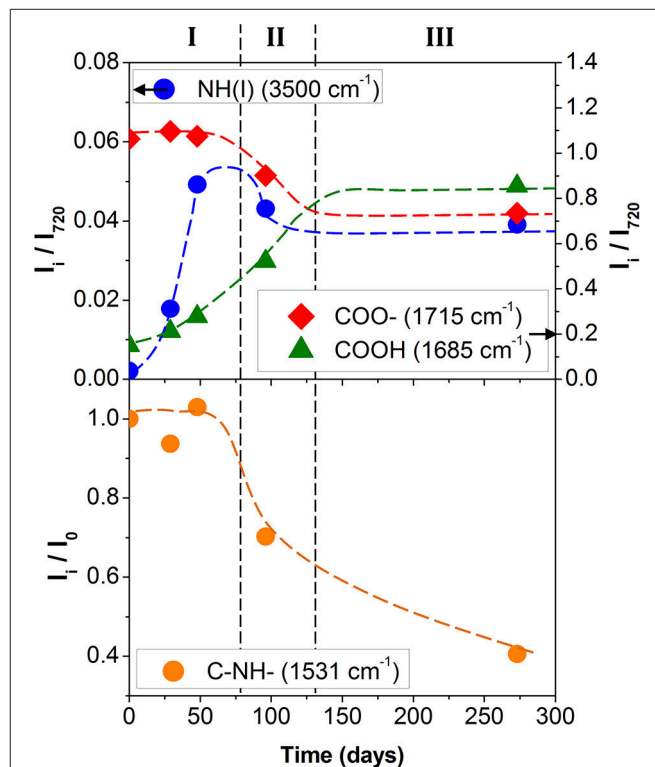 I II III
0.08
0.06
0.04
0.02
0.00
I_i / I_720
NH(I) (3500 cm⁻¹)
1.4
1.2
1.0
0.8
0.6
0.4
0.2
0.0
I_i / I_720
COO- (1715 cm⁻¹)
COOH (1685 cm⁻¹)
1.0
0.8
0.6
0.4
I_i / I_0
C-NH- (1531 cm⁻¹)
0 50 100 150 200 250 300
Time (days)